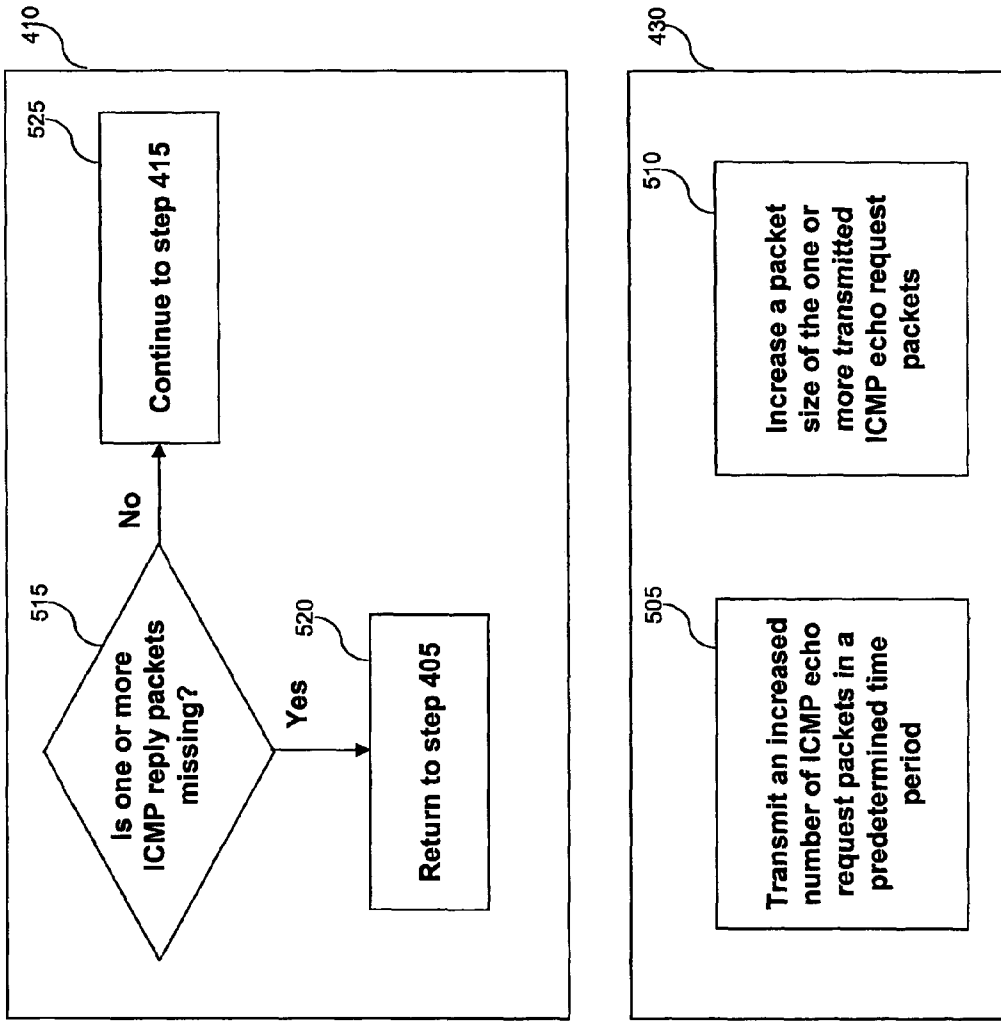 410
515
Is one or more
ICMP reply packets
missing?
No
525
Continue to step 415
Yes
520
Return to step 405
430
505
Transmit an increased
number of ICMP echo
request packets in a
predetermined time
period
510
Increase a packet
size of the one or
more transmitted
ICMP echo request
packets